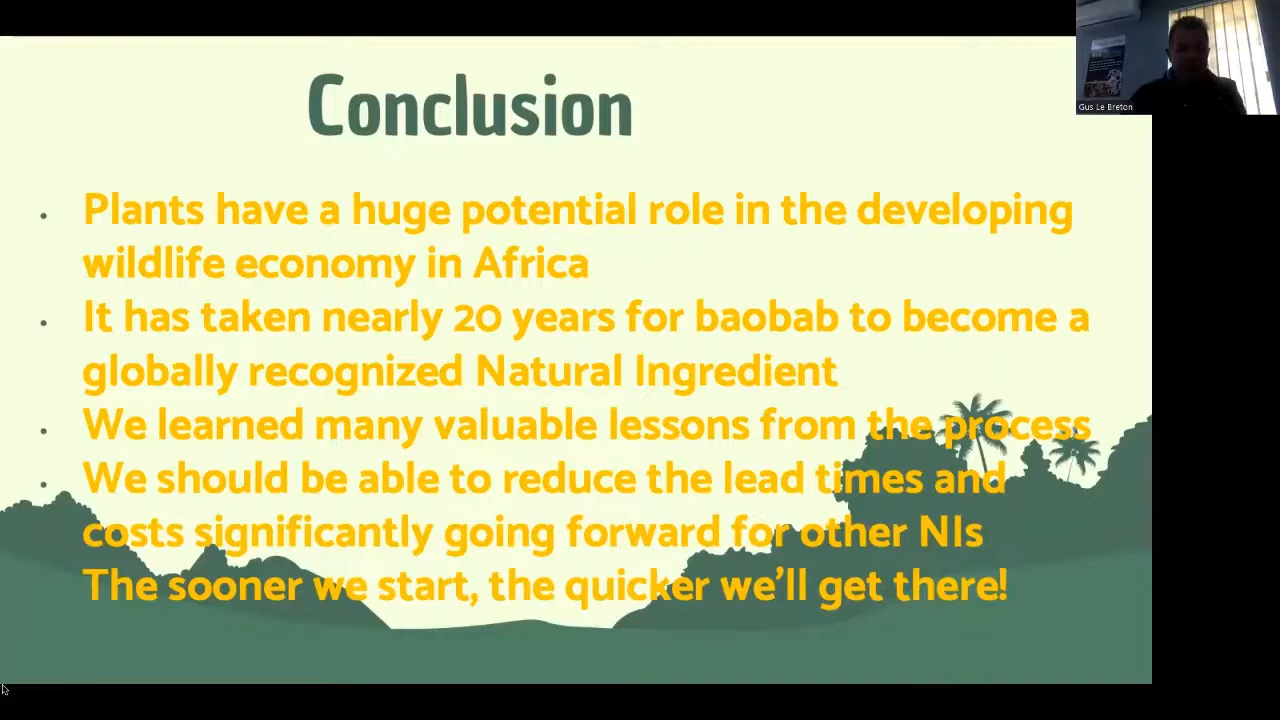 Conclusion
Gus Le Breton
• Plants have a huge potential role in the developing
wildlife economy in Africa
• It has taken nearly 20 years for baobab to become a
globally recognized Natural Ingredient
• We learned many valuable lessons from the process
• We should be able to reduce the lead times and
costs significantly going forward for other NIs
The sooner we start, the quicker we'll get there!